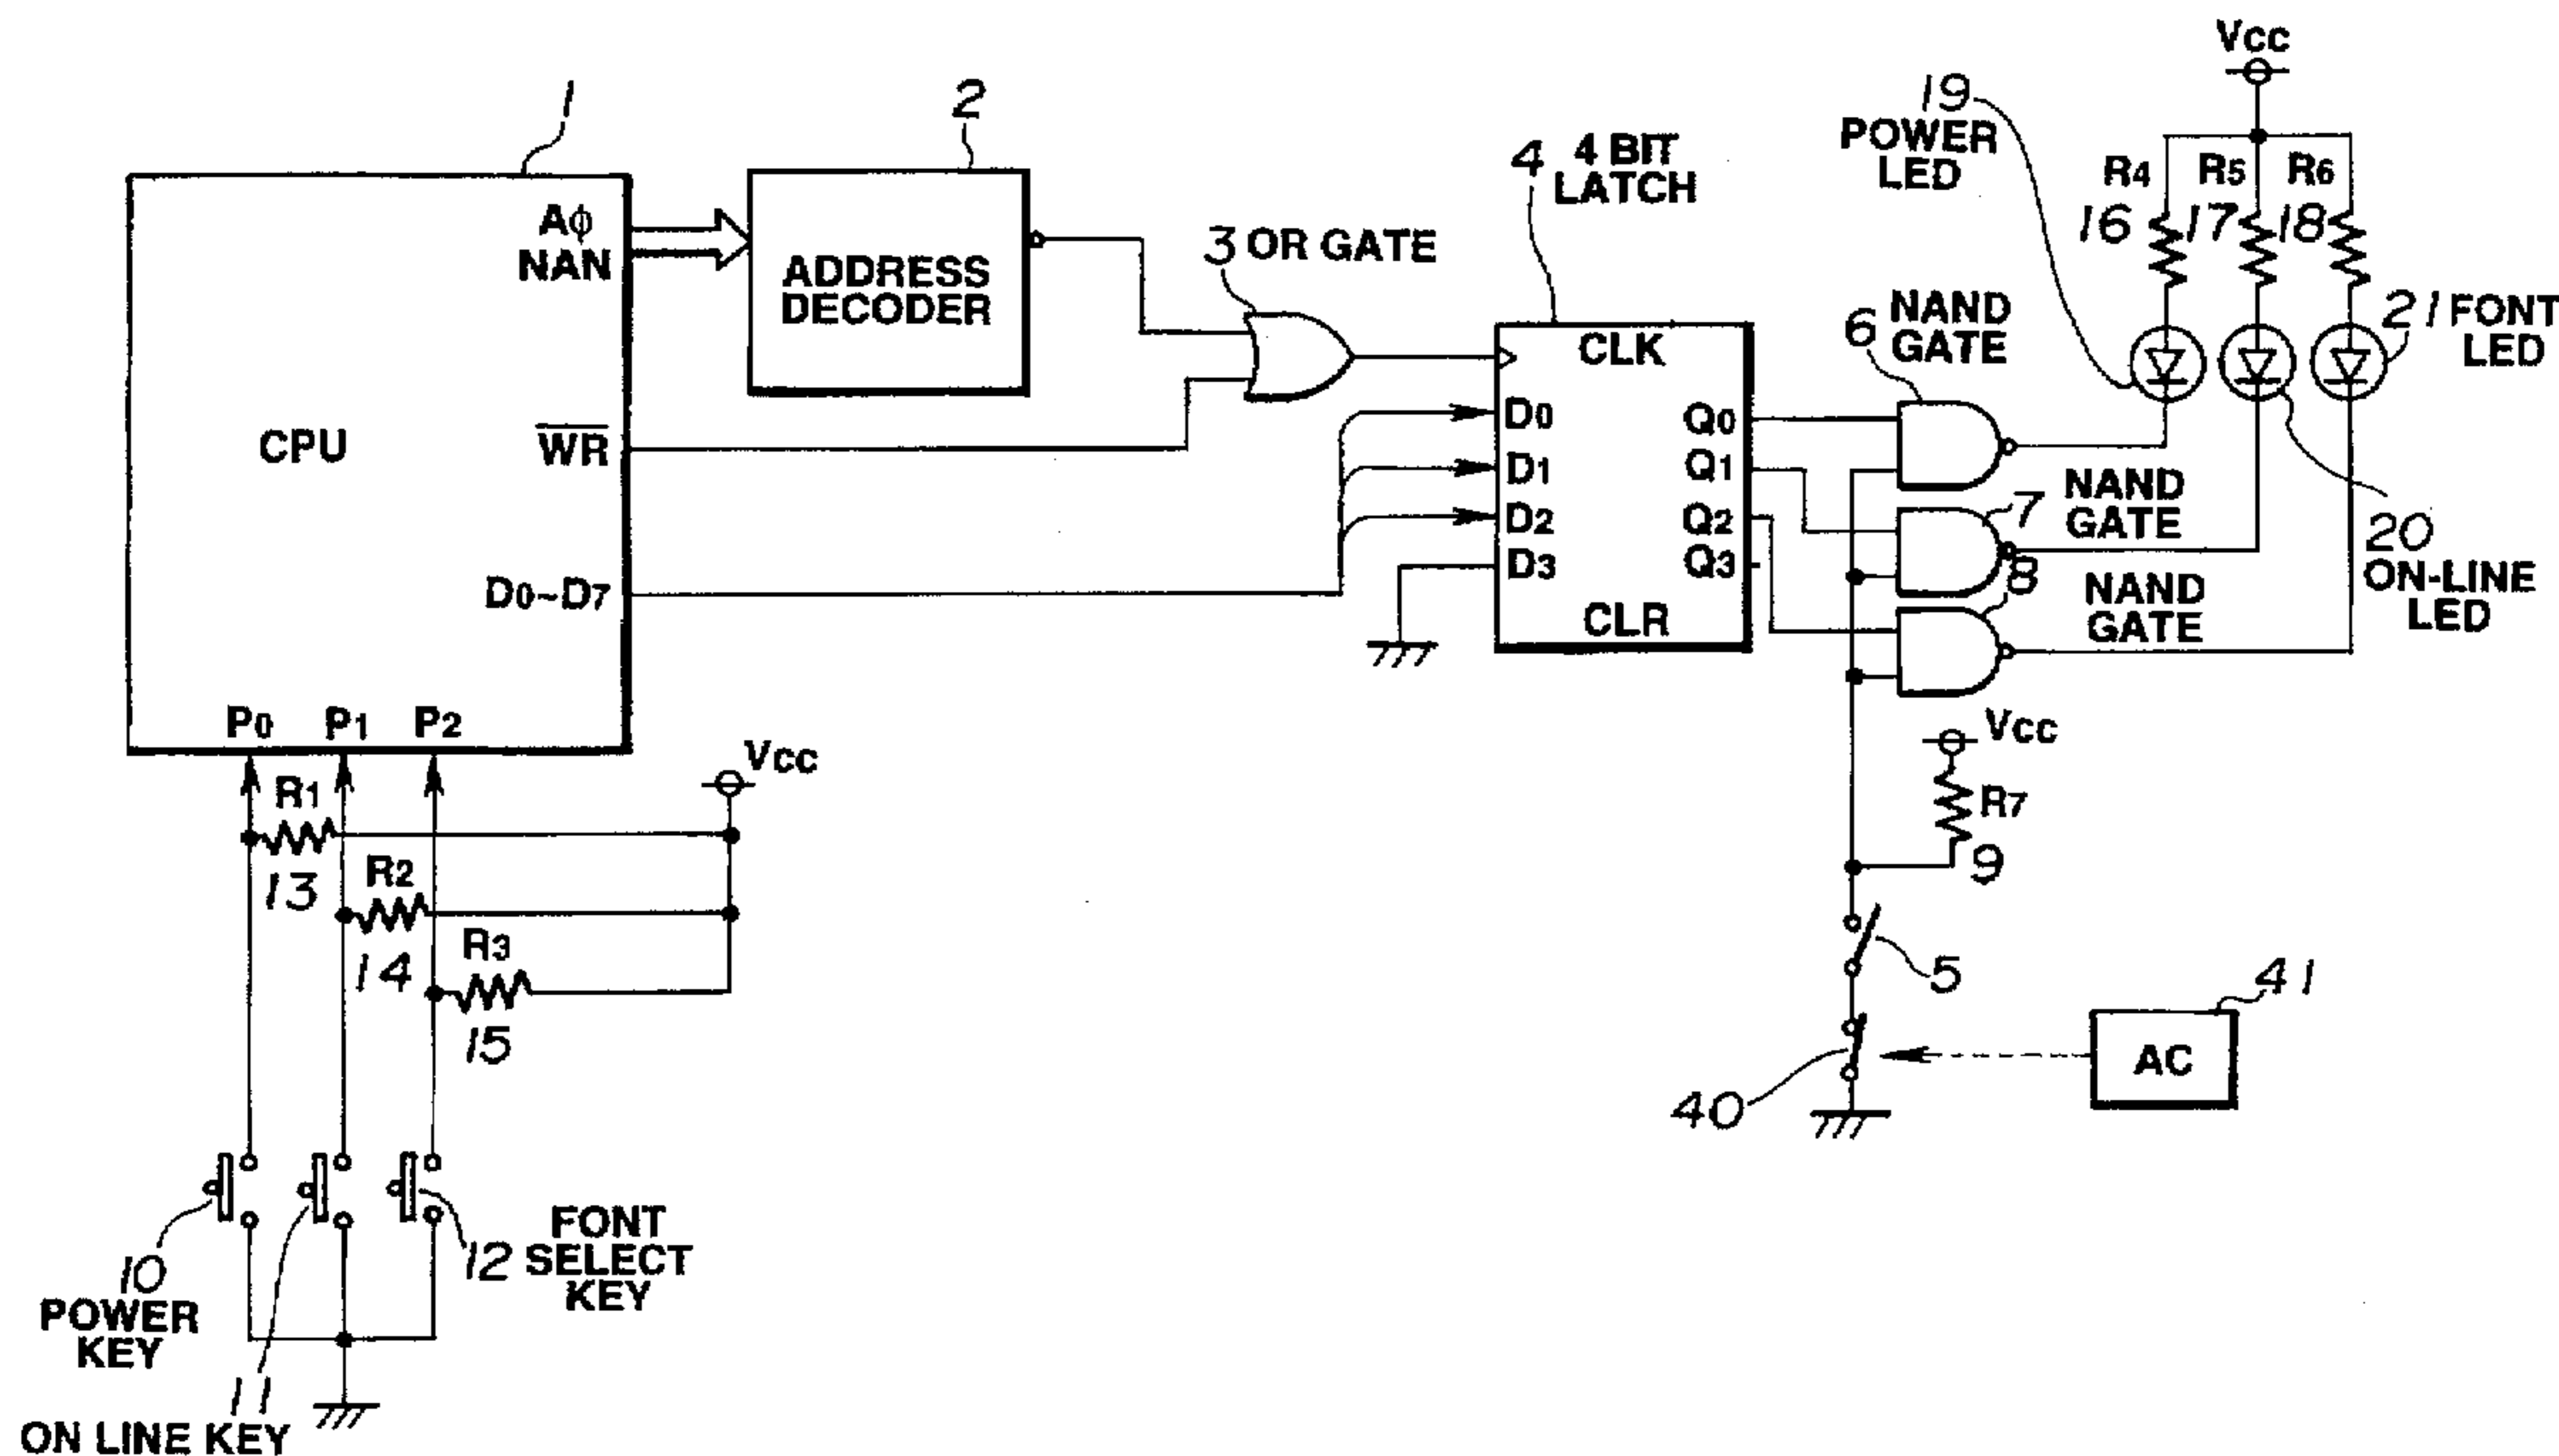 1
CPU
Aϕ
NAN
WR
D0~D7
P0 P1 P2
2
ADDRESS
DECODER
3 OR GATE
4 4 BIT
LATCH
CLK
D0
D1
D2
D3
CLR
Q0
Q1
Q2
Q3
6 NAND
GATE
7 NAND
GATE
8 NAND
GATE
Vcc
19
POWER
LED
R4
16
R5
17
R6
18
21 FONT
LED
20
ON-LINE
LED
Vcc
R7
9
5
40
41
AC
Vcc
R1
13
R2
14
R3
15
10
POWER
KEY
11
ON LINE KEY
12 FONT
SELECT
KEY